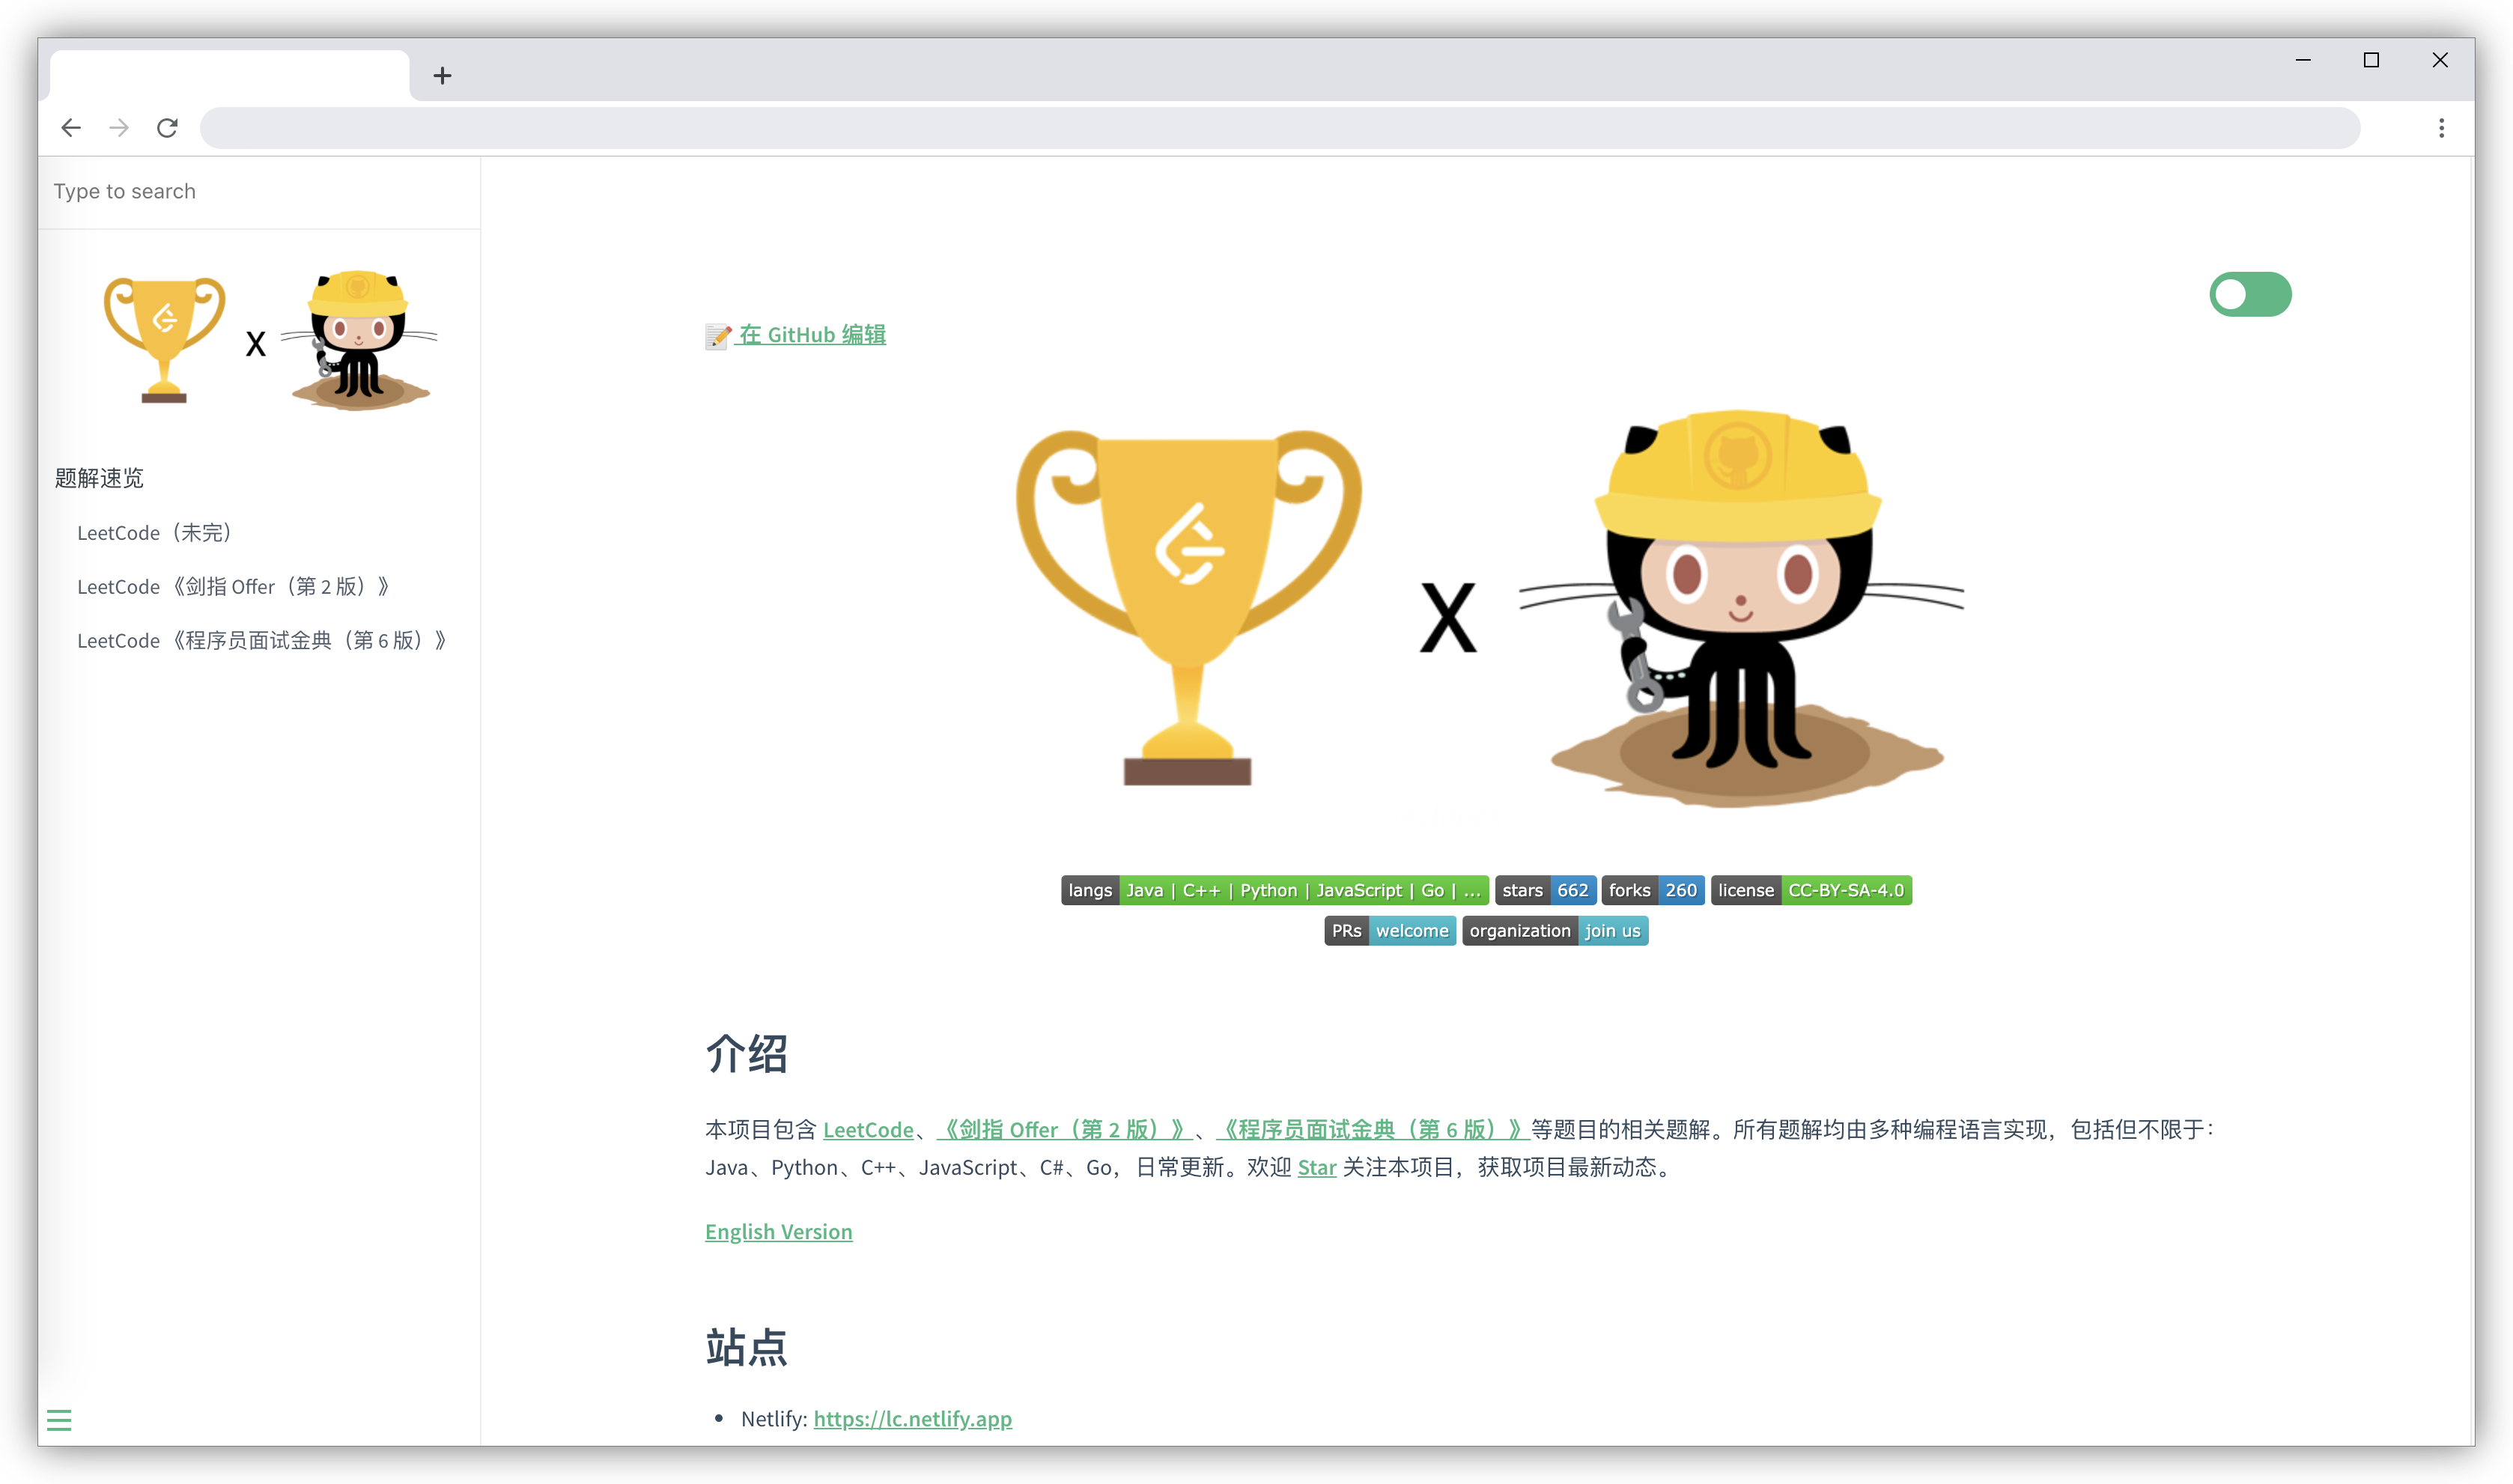 Type to search
X
题解速览
LeetCode（未完）
LeetCode 《剑指 Offer（第 2 版）》
LeetCode 《程序员面试金典（第 6 版）》
在 GitHub 编辑
X
langs Java | C++ | Python | JavaScript | Go | ... stars 662 forks 260 license CC-BY-SA-4.0
PRs welcome organization join us
介绍
本项目包含 LeetCode、《剑指 Offer（第 2 版）》、《程序员面试金典（第 6 版）》等题目的相关题解。所有题解均由多种编程语言实现，包括但不限于：
Java、Python、C++、JavaScript、C#、Go，日常更新。欢迎 Star 关注本项目，获取项目最新动态。
English Version
站点
• Netlify: https://lc.netlify.app